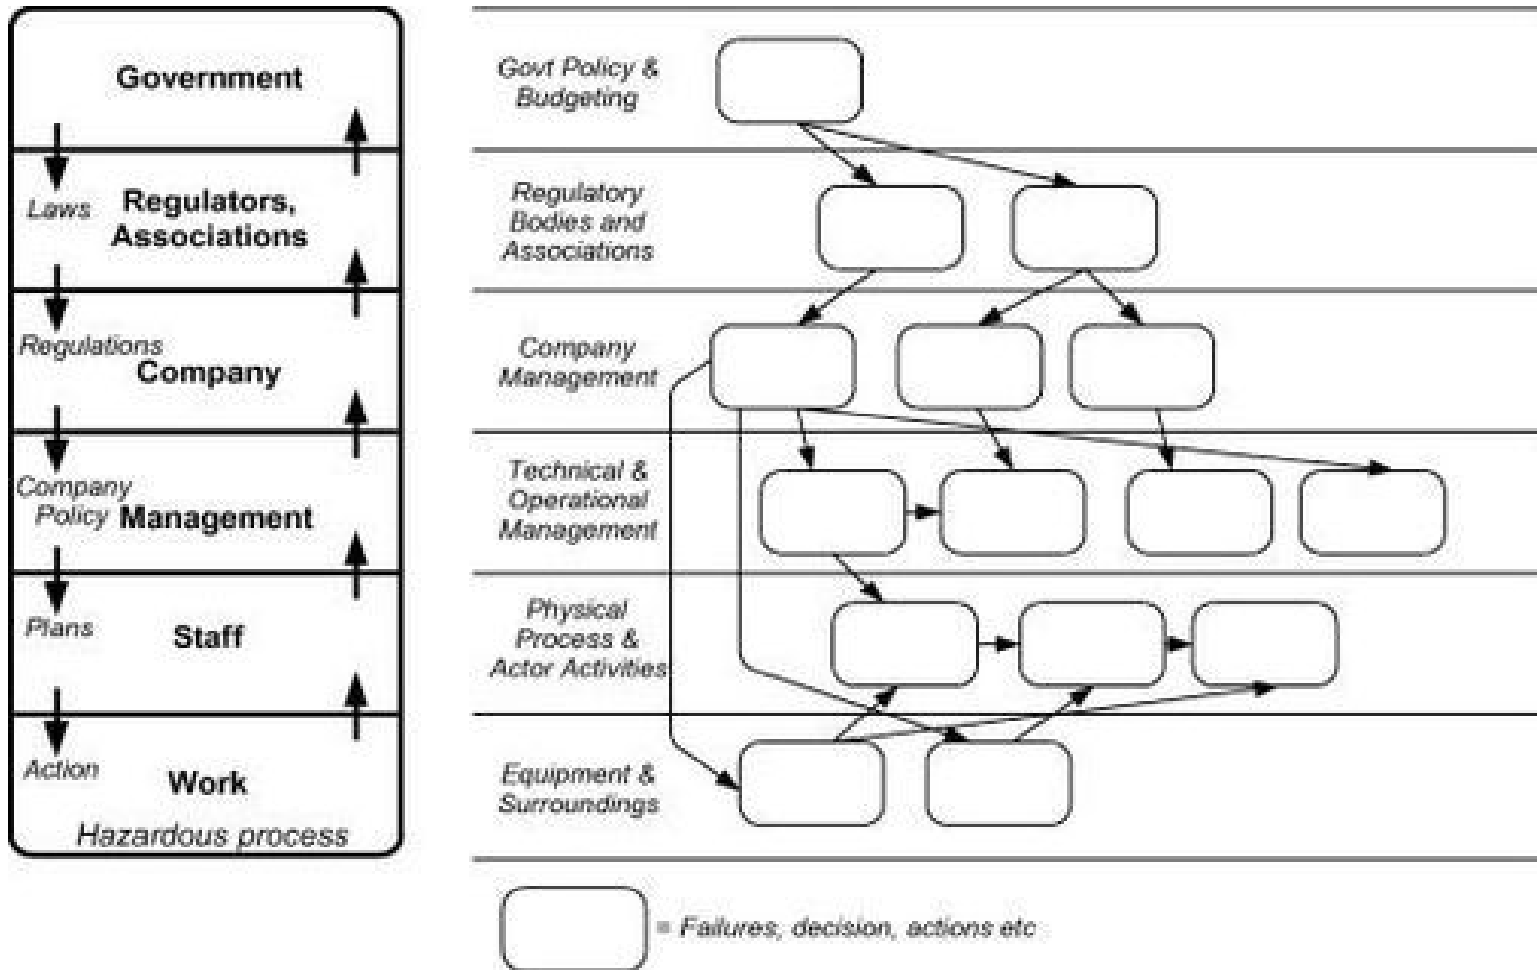 Government
Laws
Regulators,
Associations
Regulations
Company
Company
Policy
Management
Plans
Staff
Action
Work
Hazardous process
Govt Policy &
Budgeting
Regulatory
Bodies and
Associations
Company
Management
Technical &
Operational
Management
Physical
Process &
Actor Activities
Equipment &
Surroundings
= Failures, decision, actions etc